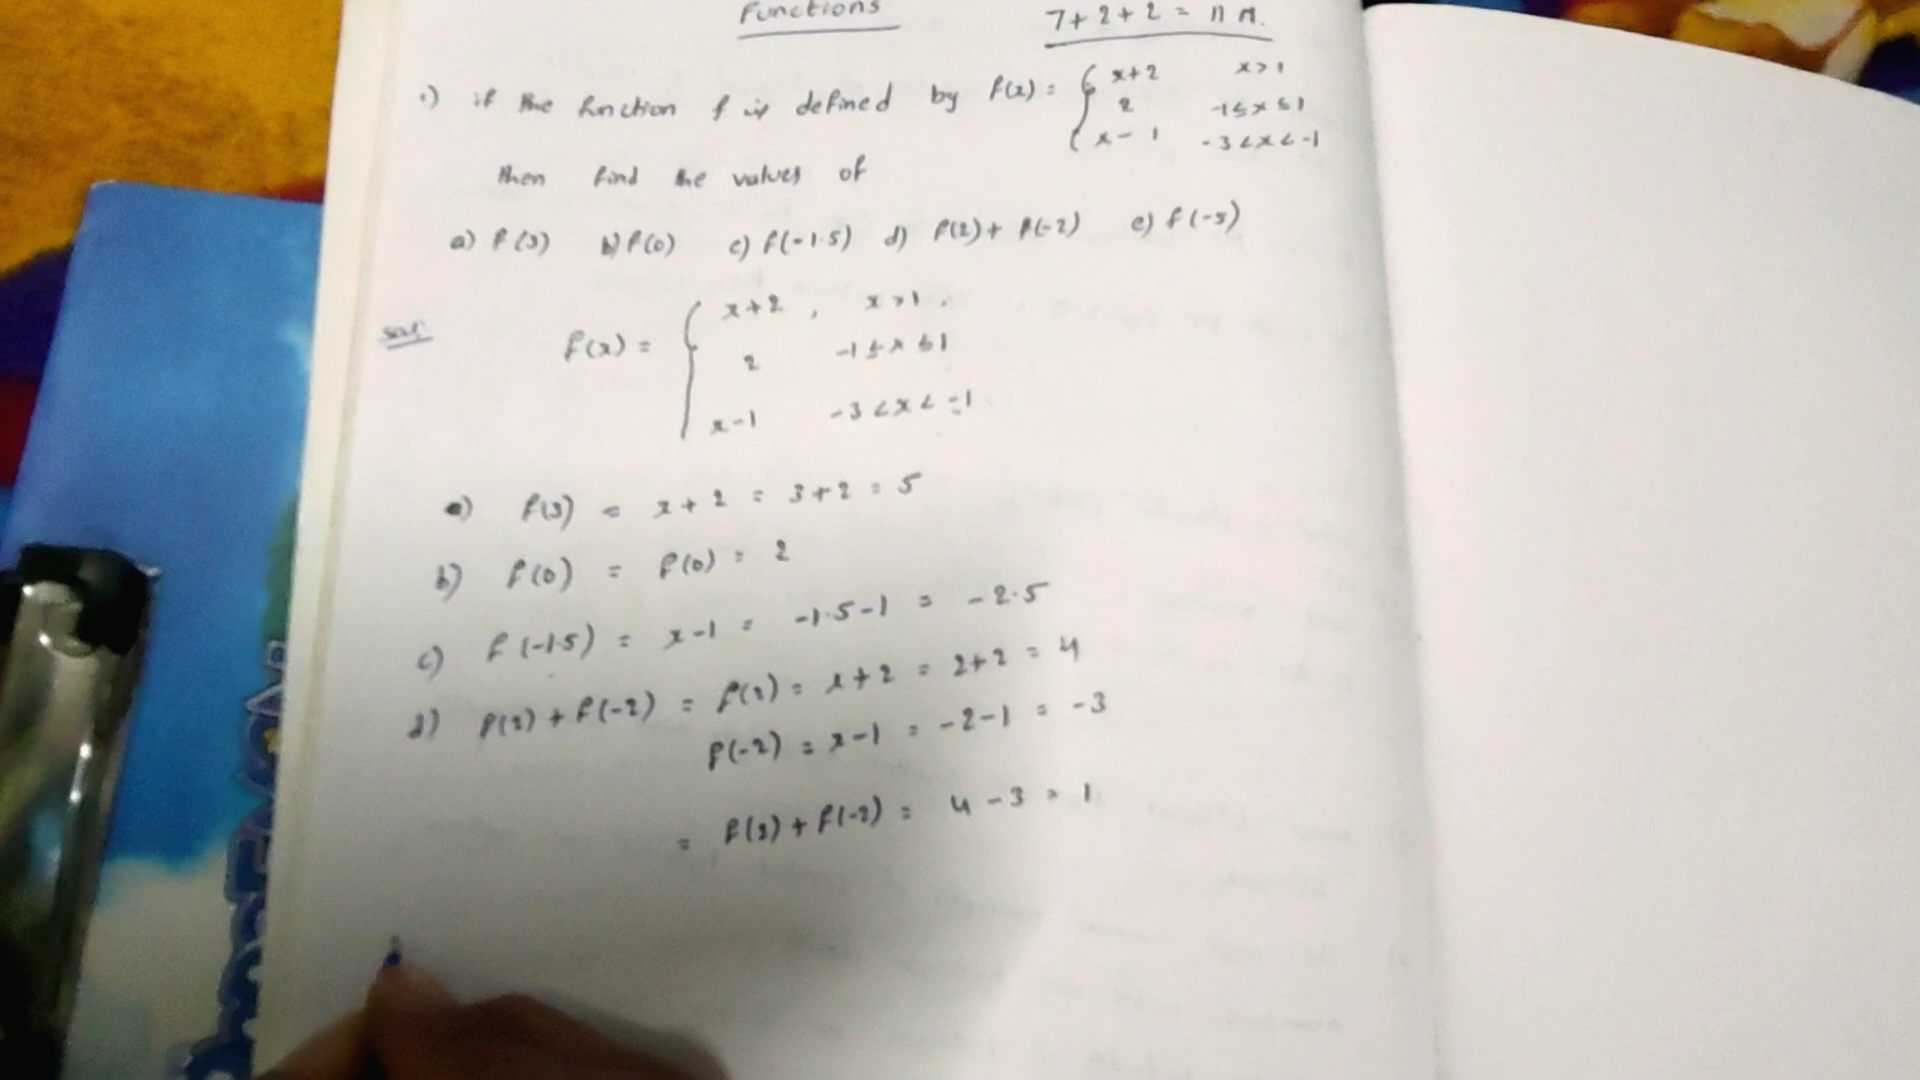 Functions 7+2+2 = 11 M.
1) if the function f is defined by f(x) = { x+2 x>1
2 -1≤x≤1
x-1 -3<x<-1
then find the values of
a) f(3) b) f(0) c) f(-1.5) d) f(2)+ f(-2) e) f(-5)
sol
f(x) = { x+2 , x>1.
2 -1≤x≤1
x-1 -3<x<-1
a) f(3) = x+2 = 3+2 = 5
b) f(0) = f(0) = 2
c) f(-1.5) = x-1 = -1.5-1 = -2.5
d) f(2)+f(-2) = f(2) = x+2 = 2+2 = 4
f(-2) = x-1 = -2-1 = -3
= f(2)+f(-2) = 4-3 = 1